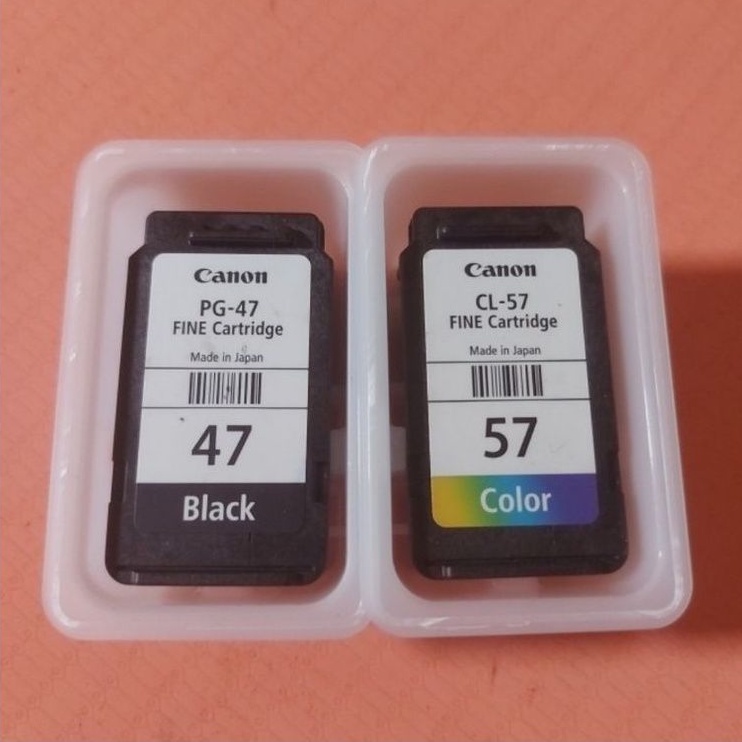 Canon
PG-47
FINE Cartridge
Made in Japan
47
Black
Canon
CL-57
FINE Cartridge
Made in Japan
57
Color